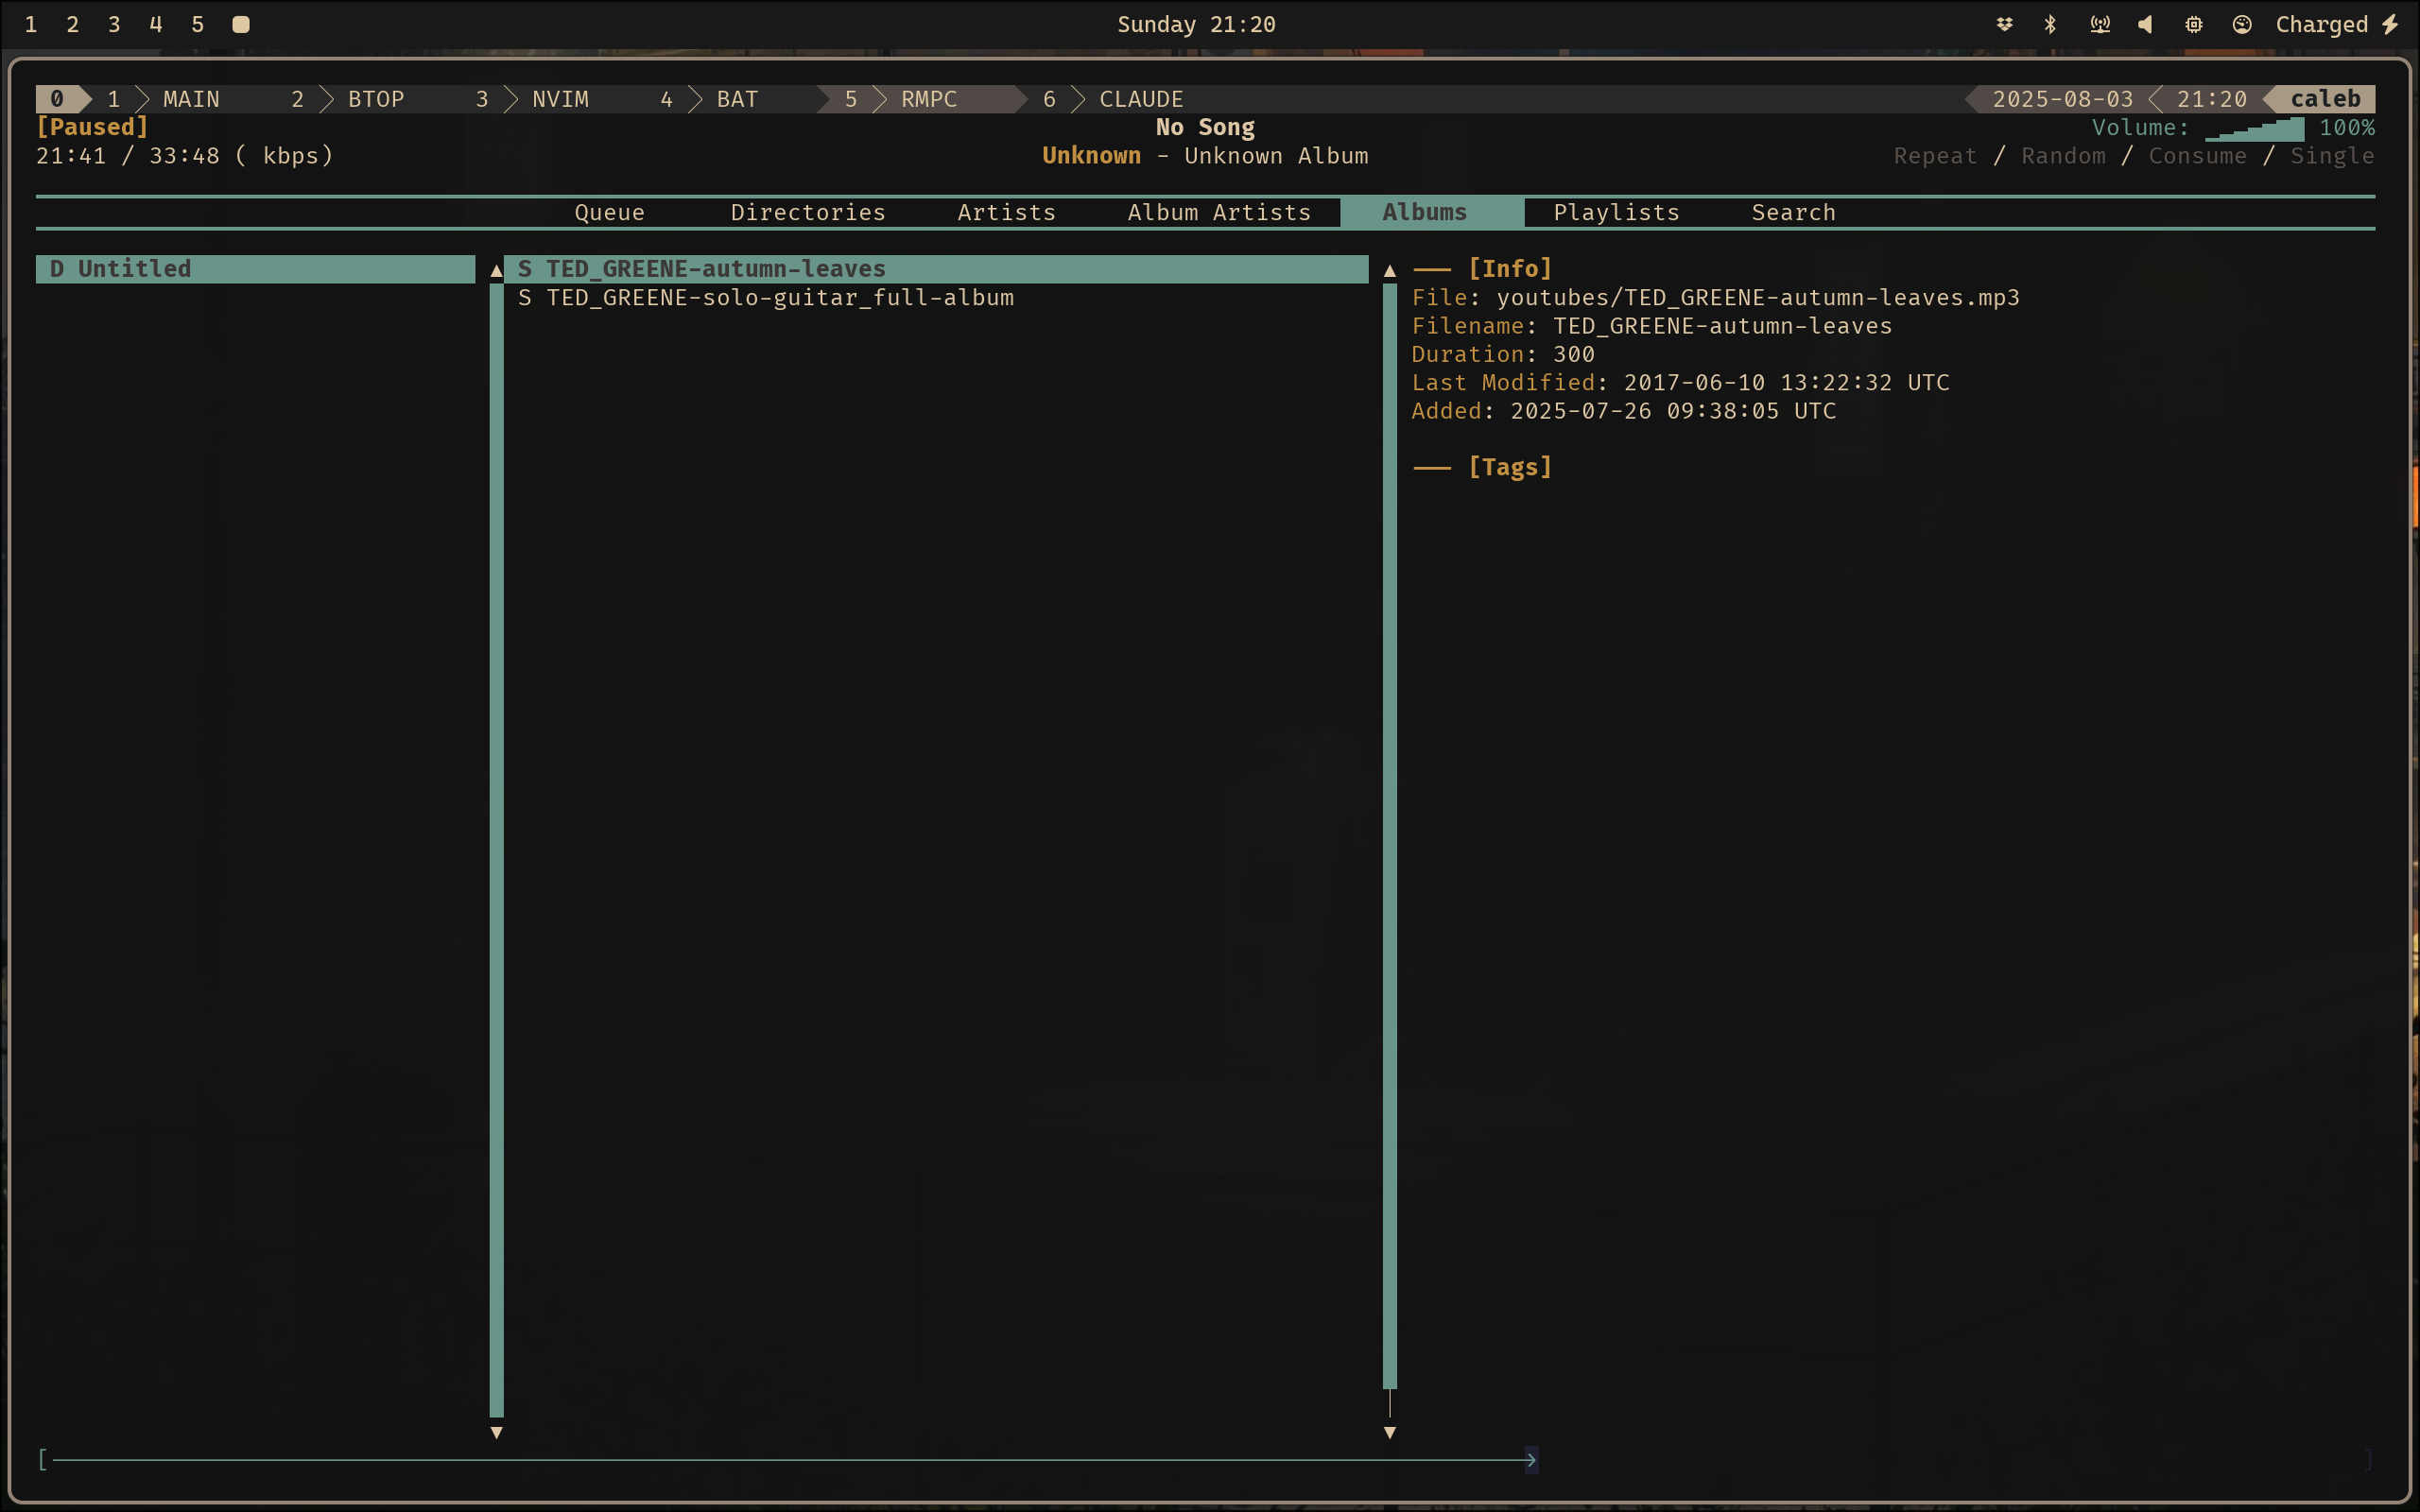 1 2 3 4 5 Sunday 21:20 Charged
0 1 MAIN 2 BTOP 3 NVIM 4 BAT 5 RMPC 6 CLAUDE 2025-08-03 21:20 caleb
[Paused] No Song Volume: 100%
21:41 / 33:48 ( kbps) Unknown - Unknown Album Repeat / Random / Consume / Single
Queue Directories Artists Album Artists Albums Playlists Search
D Untitled
S TED_GREENE-autumn-leaves
S TED_GREENE-solo-guitar_full-album
[Info]
File: youtubes/TED_GREENE-autumn-leaves.mp3
Filename: TED_GREENE-autumn-leaves
Duration: 300
Last Modified: 2017-06-10 13:22:32 UTC
Added: 2025-07-26 09:38:05 UTC
[Tags]